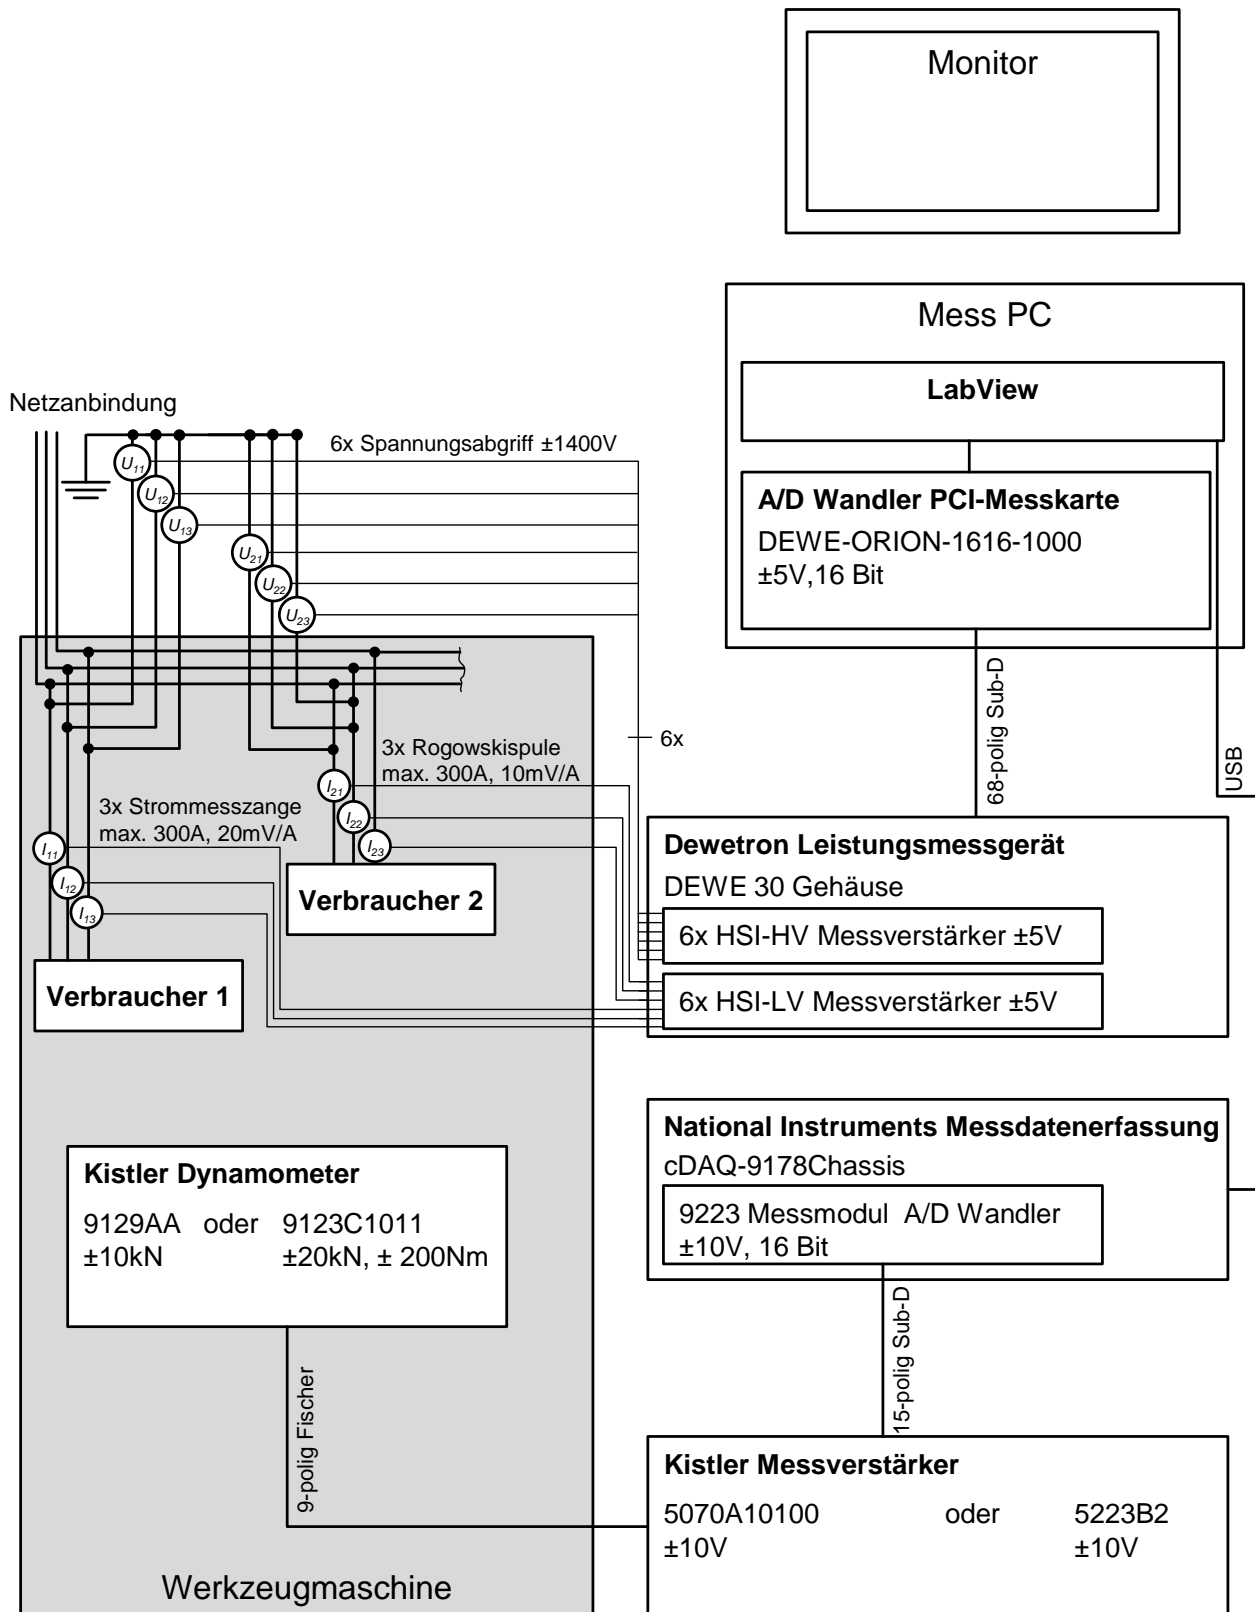 Monitor
Mess PC
LabView
A/D Wandler PCI-Messkarte
DEWE-ORION-1616-1000
±5V,16 Bit
68-polig Sub-D
USB
Netzanbindung
6x Spannungsabgriff ±1400V
U11
U12
U13
U21
U22
U23
6x
3x Rogowskispule
max. 300A, 10mV/A
I21
I22
I23
3x Strommesszange
max. 300A, 20mV/A
I11
I12
I13
Verbraucher 2
Verbraucher 1
Dewetron Leistungsmessgerät
DEWE 30 Gehäuse
6x HSI-HV Messverstärker ±5V
6x HSI-LV Messverstärker ±5V
National Instruments Messdatenerfassung
cDAQ-9178Chassis
9223 Messmodul A/D Wandler
±10V, 16 Bit
15-polig Sub-D
Kistler Dynamometer
9129AA oder 9123C1011
±10kN ±20kN, ± 200Nm
9-polig Fischer
Kistler Messverstärker
5070A10100 oder 5223B2
±10V ±10V
Werkzeugmaschine